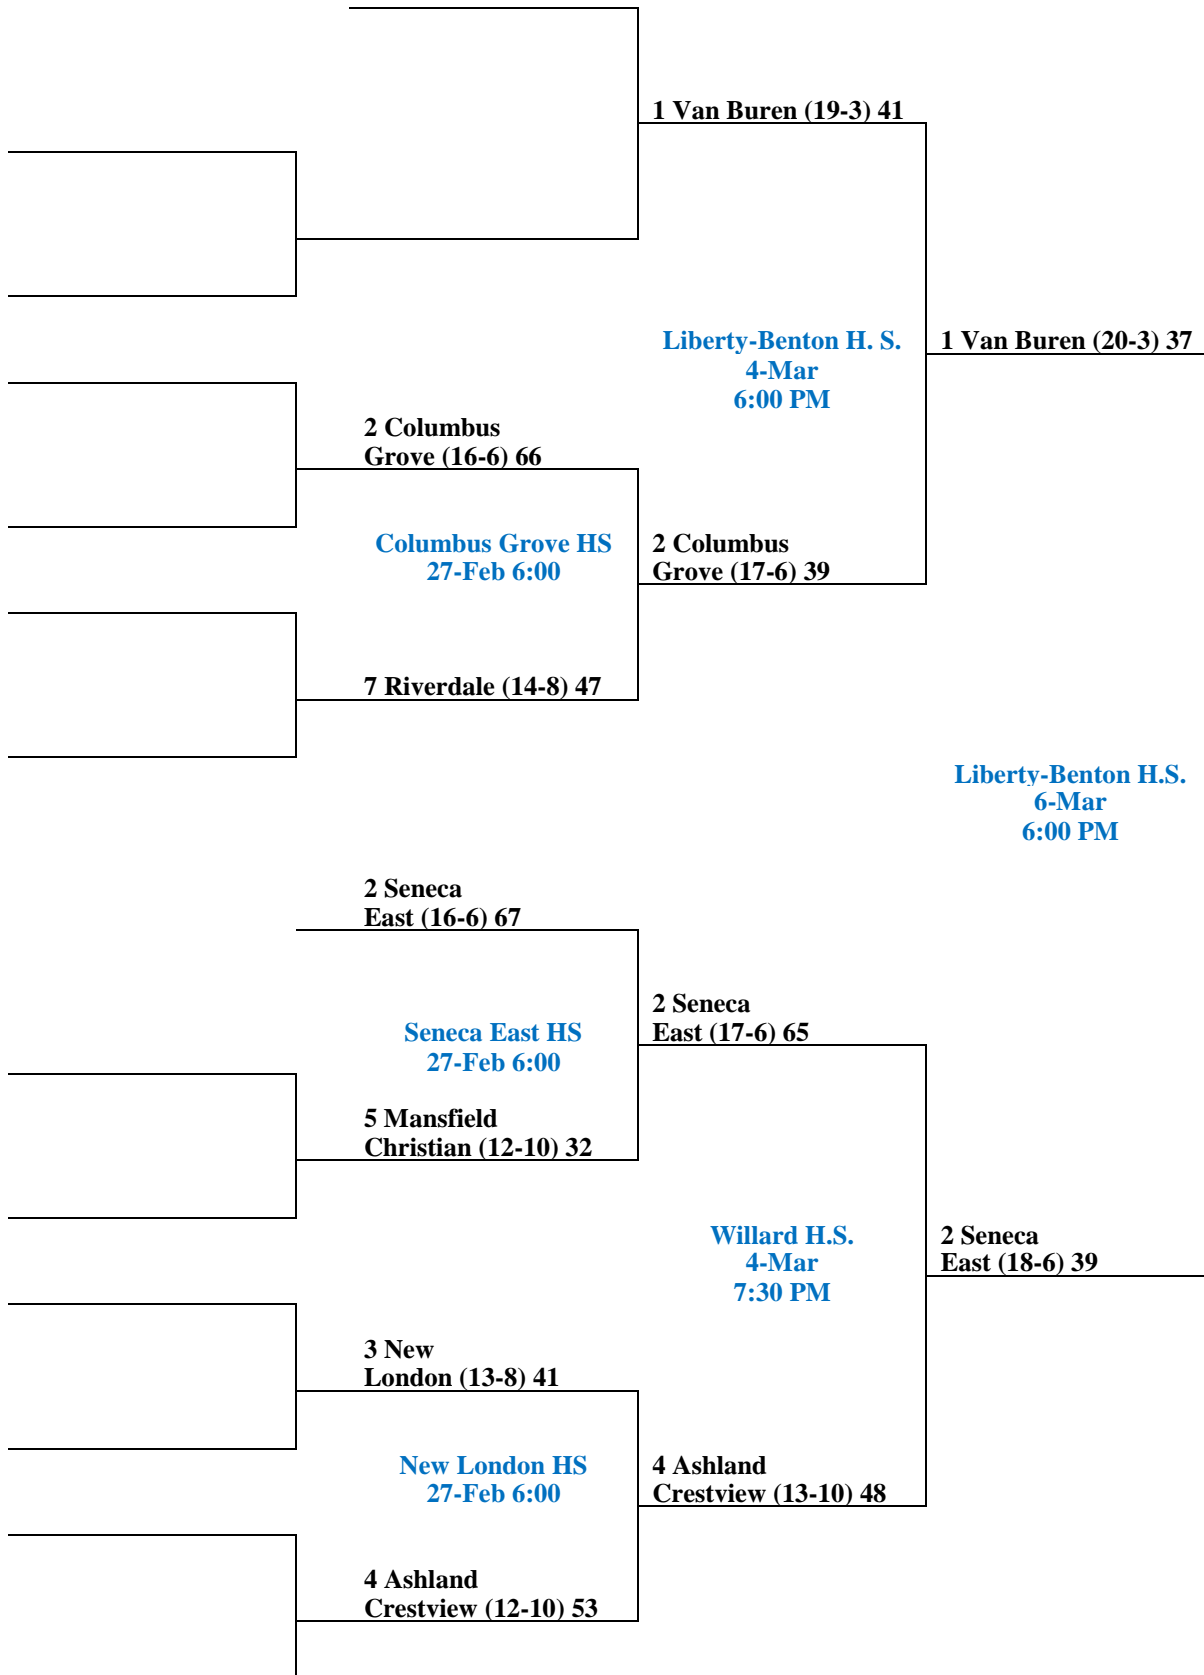 1 Van Buren (19-3) 41
Liberty-Benton H. S.
4-Mar
6:00 PM
1 Van Buren (20-3) 37
2 Columbus
Grove (16-6) 66
Columbus Grove HS
27-Feb 6:00
2 Columbus
Grove (17-6) 39
7 Riverdale (14-8) 47
Liberty-Benton H.S.
6-Mar
6:00 PM
2 Seneca
East (16-6) 67
Seneca East HS
27-Feb 6:00
2 Seneca
East (17-6) 65
5 Mansfield
Christian (12-10) 32
Willard H.S.
4-Mar
7:30 PM
2 Seneca
East (18-6) 39
3 New
London (13-8) 41
New London HS
27-Feb 6:00
4 Ashland
Crestview (13-10) 48
4 Ashland
Crestview (12-10) 53